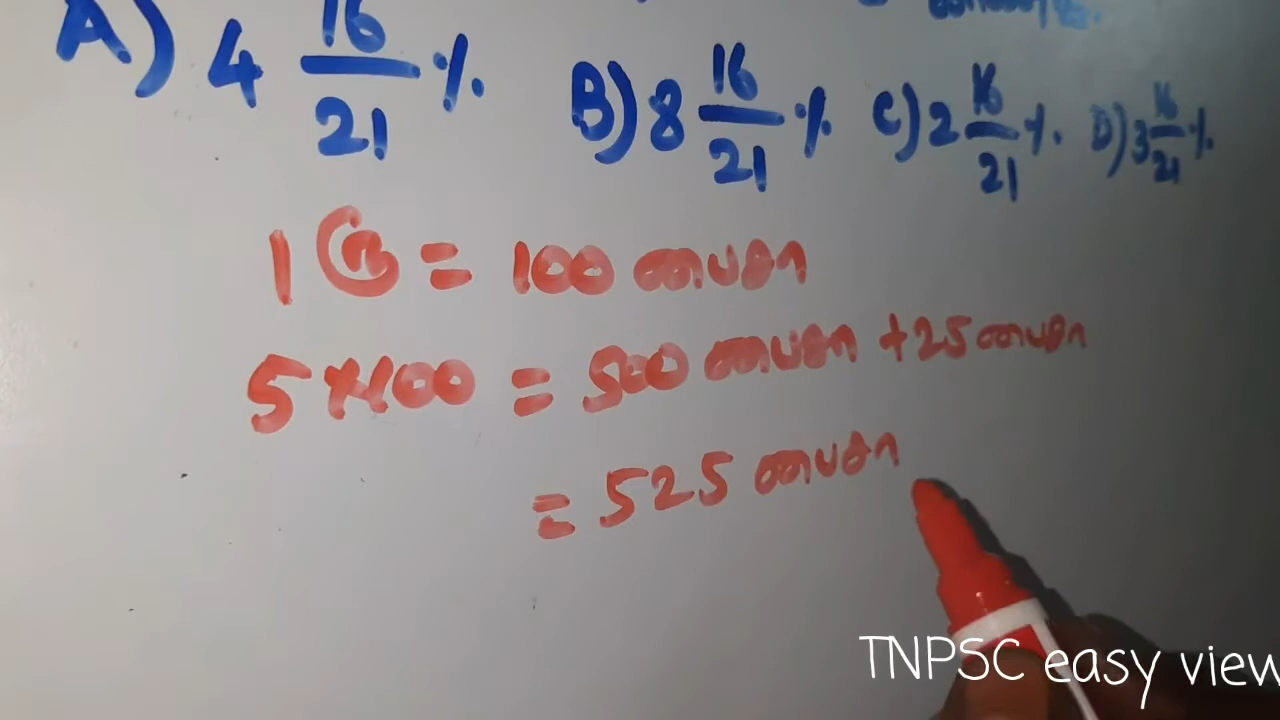 A) 4 16/21 % B) 8 16/21 % C) 2 16/21 % D) 3 16/21 %
1 ரூ = 100 பைசா
5 × 100 = 500 பைசா + 25 பைசா
= 525 பைசா
TNPSC easy view